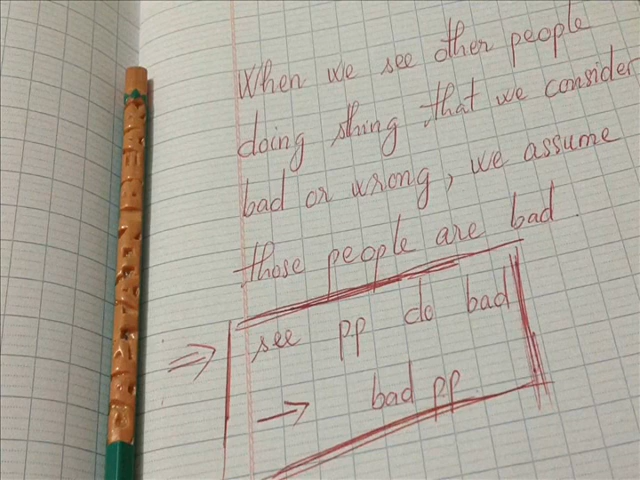 When we see other people
doing thing that we consider
bad or wrong, we assume
those people are bad
⇒ see pp do bad
→ bad pp